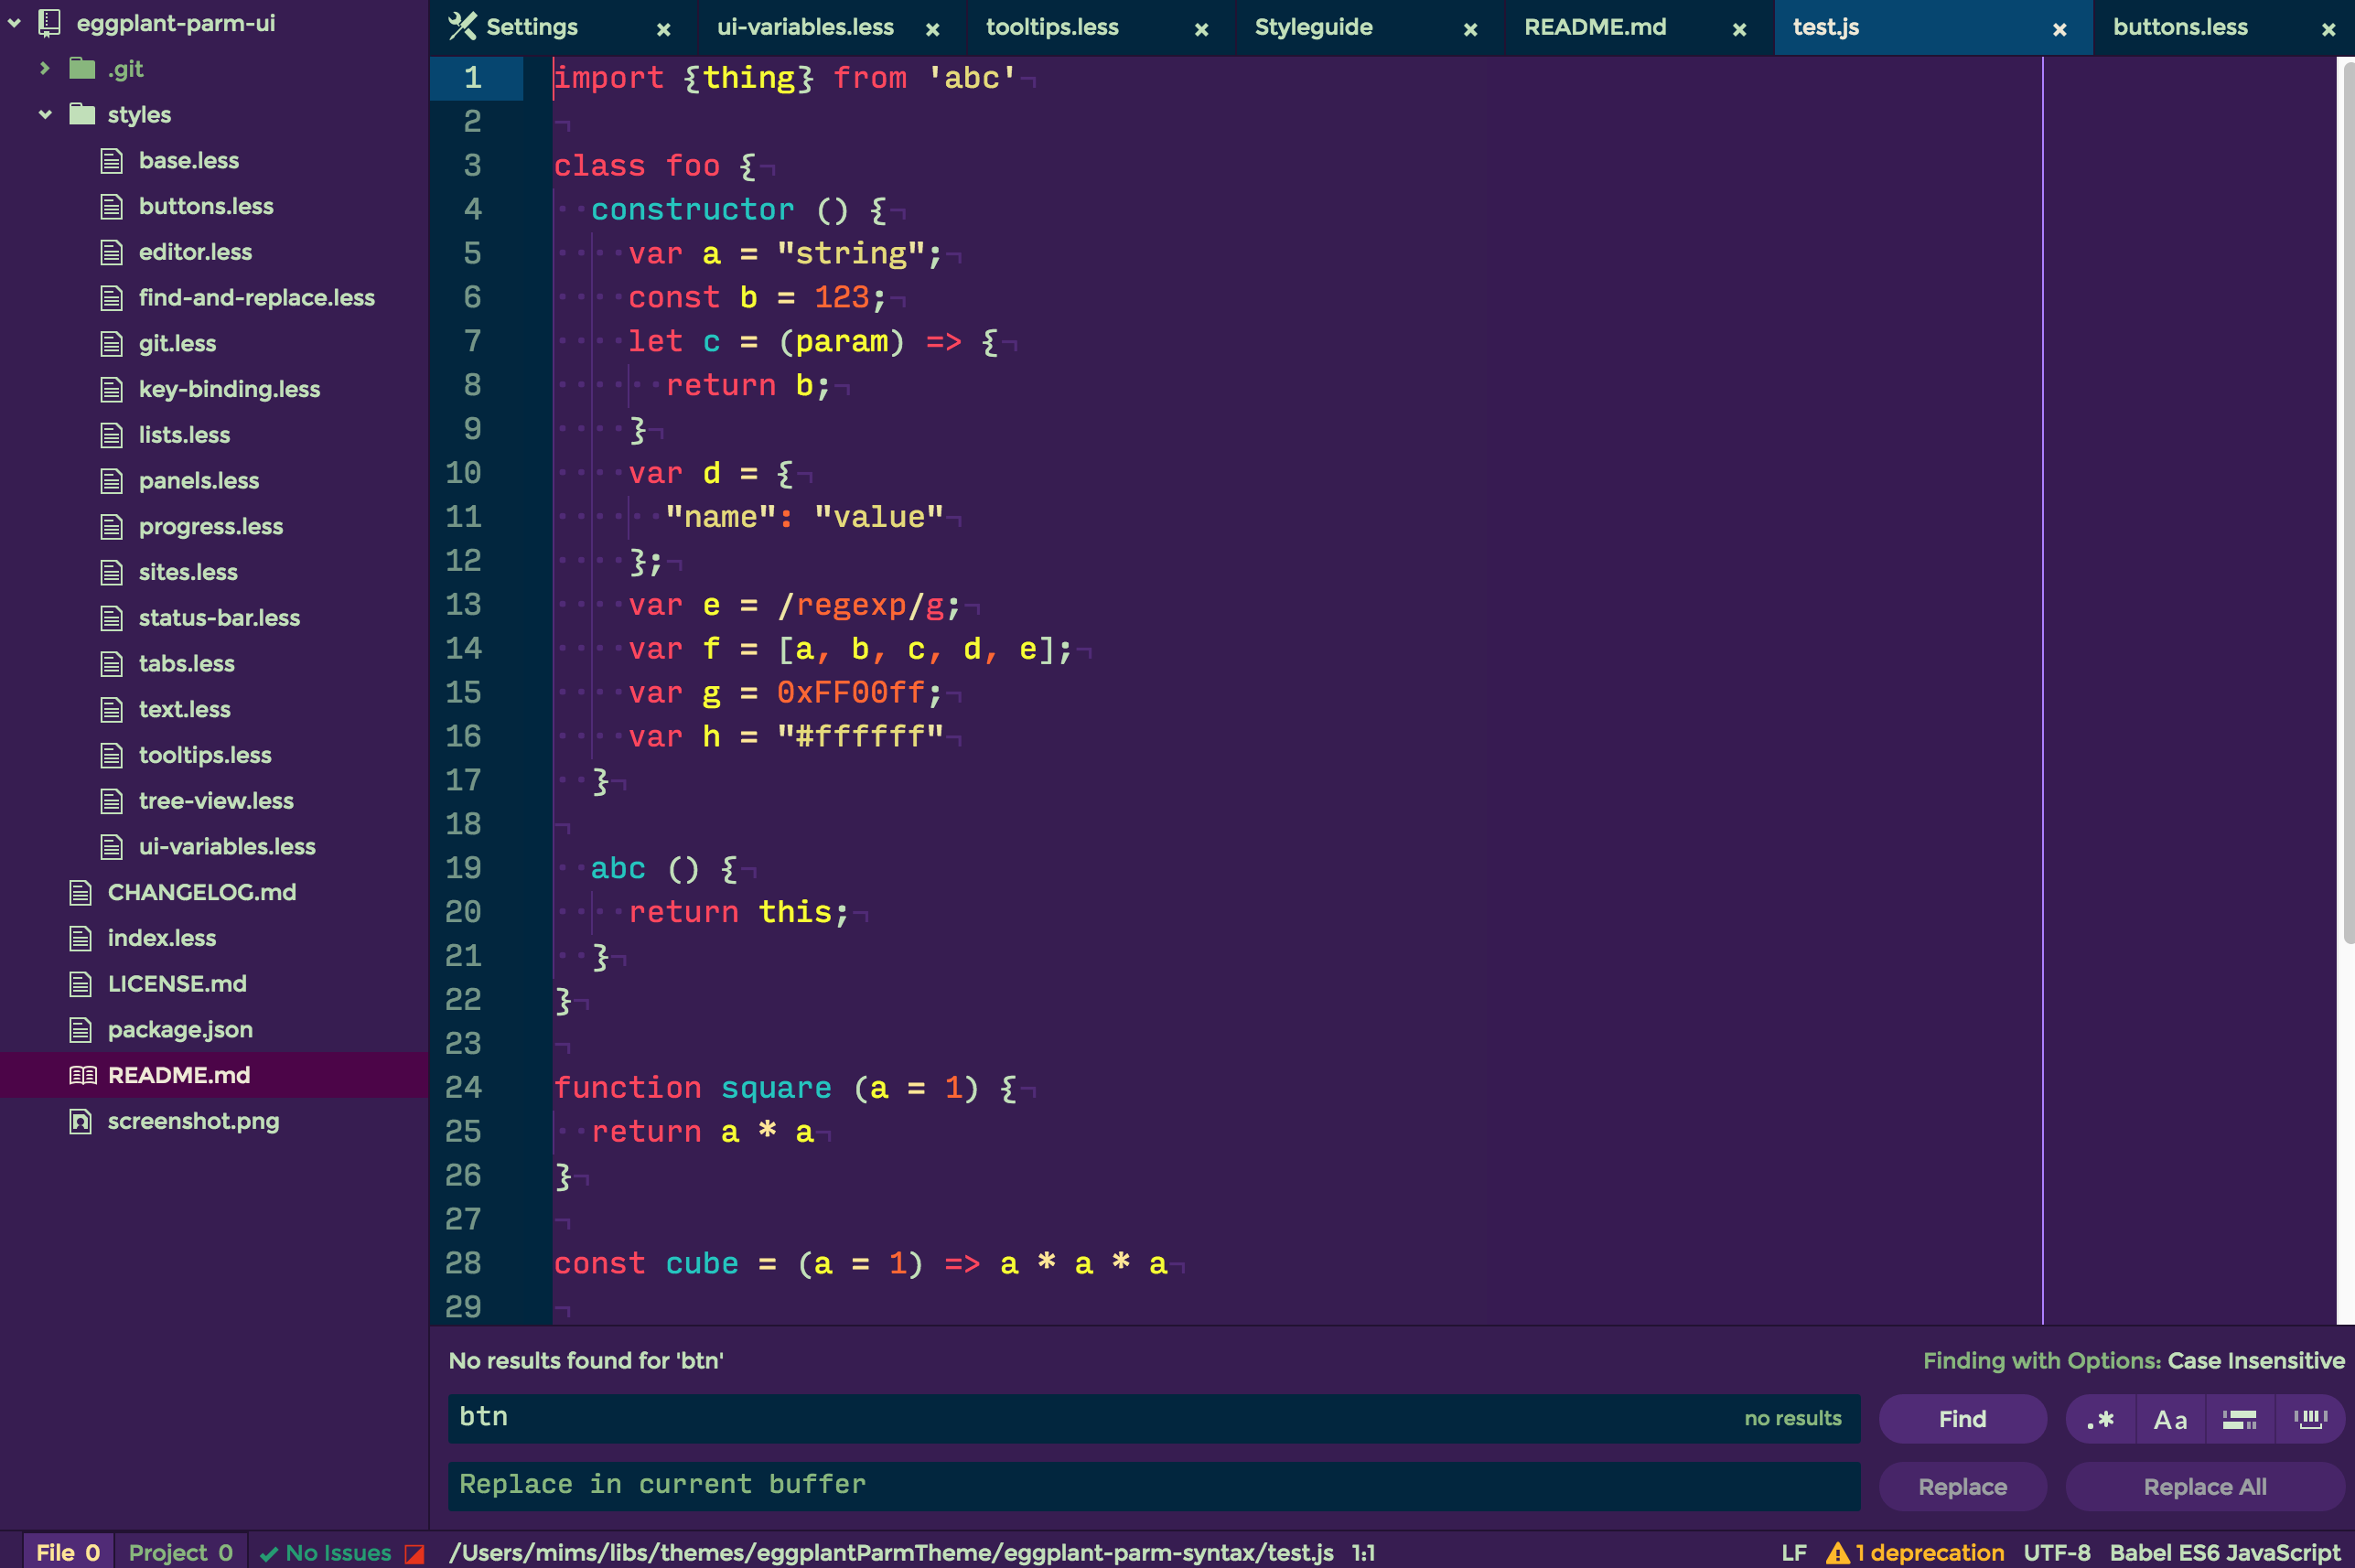 eggplant-parm-ui
.git
styles
base.less
buttons.less
editor.less
find-and-replace.less
git.less
key-binding.less
lists.less
panels.less
progress.less
sites.less
status-bar.less
tabs.less
text.less
tooltips.less
tree-view.less
ui-variables.less
CHANGELOG.md
index.less
LICENSE.md
package.json
README.md
screenshot.png
Settings ui-variables.less tooltips.less Styleguide README.md test.js buttons.less
1 import {thing} from 'abc'
2
3 class foo {
4   constructor () {
5     var a = "string";
6     const b = 123;
7     let c = (param) => {
8       return b;
9     }
10     var d = {
11       "name": "value"
12     };
13     var e = /regexp/g;
14     var f = [a, b, c, d, e];
15     var g = 0xFF00ff;
16     var h = "#ffffff"
17   }
18
19   abc () {
20     return this;
21   }
22 }
23
24 function square (a = 1) {
25   return a * a
26 }
27
28 const cube = (a = 1) => a * a * a
29
No results found for 'btn' Finding with Options: Case Insensitive
btn no results Find .* Aa
Replace in current buffer Replace Replace All
File 0 Project 0 No Issues /Users/mims/libs/themes/eggplantParmTheme/eggplant-parm-syntax/test.js 1:1 LF 1 deprecation UTF-8 Babel ES6 JavaScript